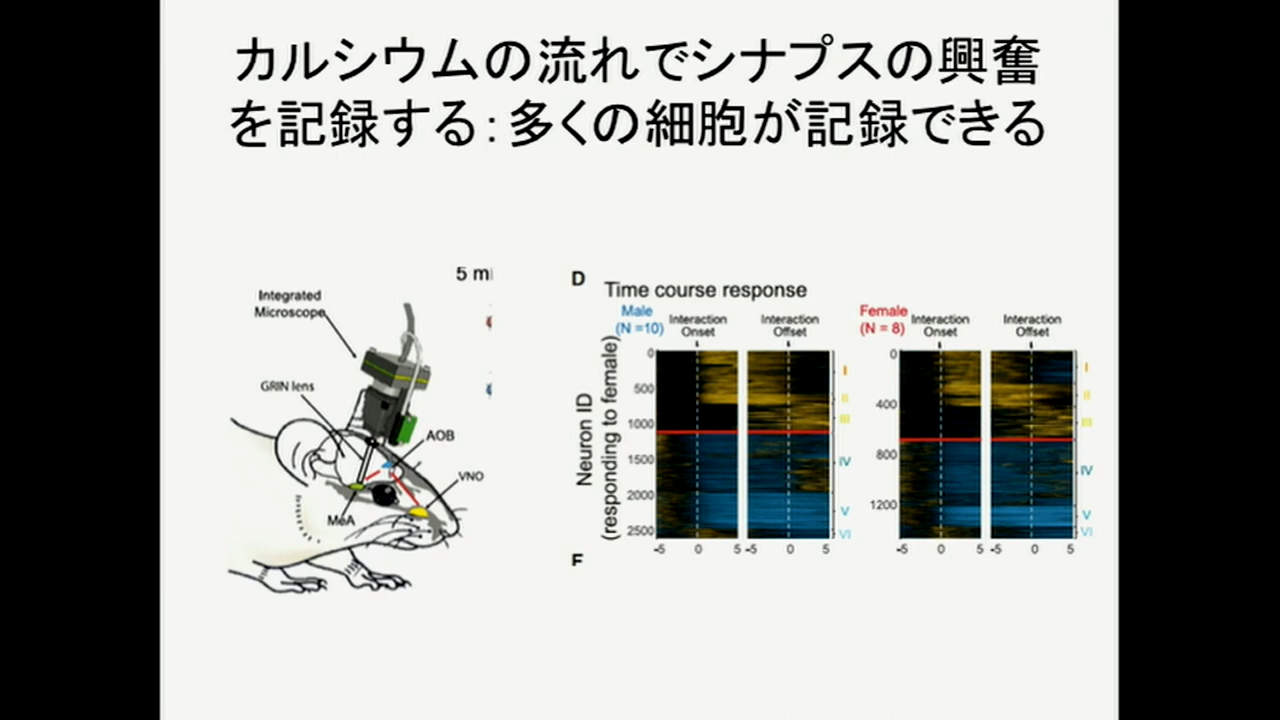 カルシウムの流れでシナプスの興奮
を記録する：多くの細胞が記録できる
5 mi
Integrated
Microscope
GRIN lens
AOB
VNO
MeA
D
Time course response
Male
(N =10)
Interaction
Onset
Interaction
Offset
Neuron ID
(responding to female)
0
500
1000
1500
2000
2500
I
II
III
IV
V
VI
-5 0 5 -5 0 5
Female
(N = 8)
Interaction
Onset
Interaction
Offset
0
400
800
1200
I
II
III
IV
V
VI
-5 0 5 -5 0 5